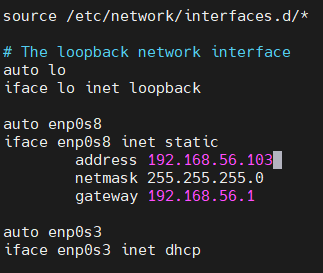 source /etc/network/interfaces.d/*
# The loopback network interface
auto lo
iface lo inet loopback
auto enp0s8
iface enp0s8 inet static
address 192.168.56.103
netmask 255.255.255.0
gateway 192.168.56.1
auto enp0s3
iface enp0s3 inet dhcp